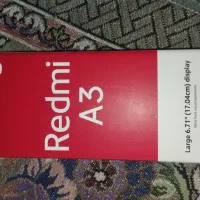 Redmi
A3
Large 6.71" (17.04cm) display